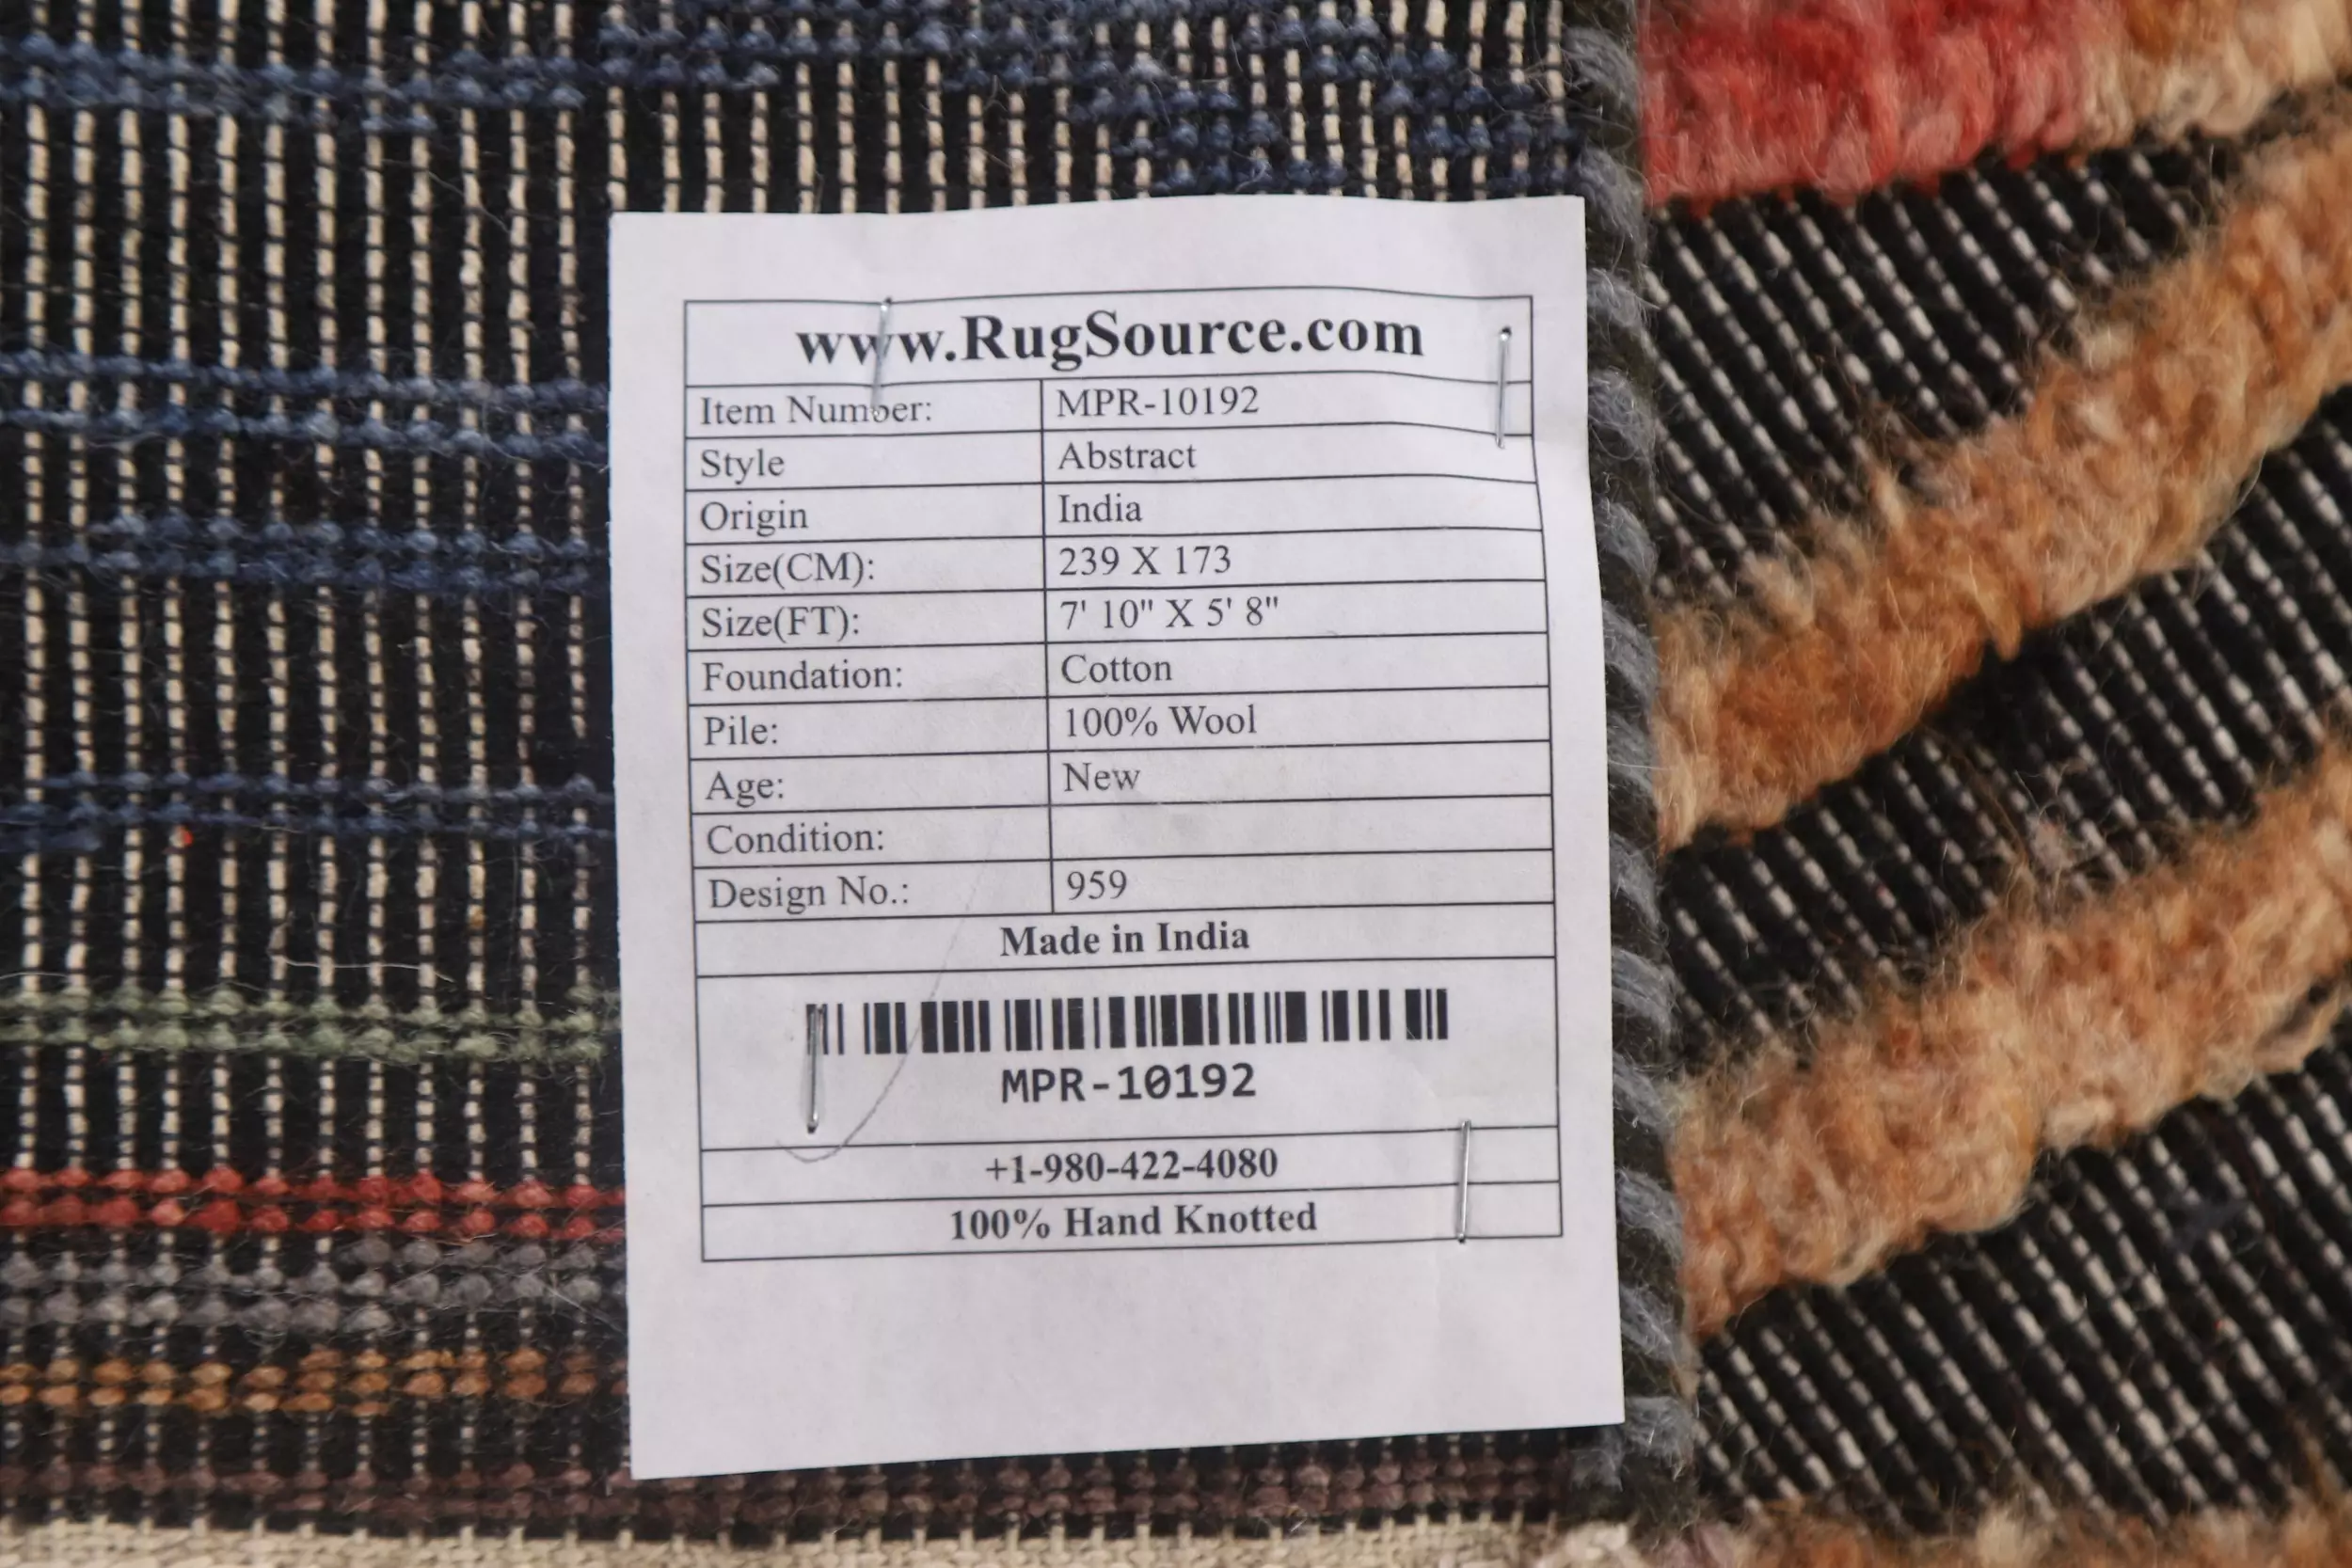 www.RugSource.com
Item Number: MPR-10192
Style Abstract
Origin India
Size(CM): 239 X 173
Size(FT): 7' 10" X 5' 8"
Foundation: Cotton
Pile: 100% Wool
Age: New
Condition:
Design No.: 959
Made in India
MPR-10192
+1-980-422-4080
100% Hand Knotted